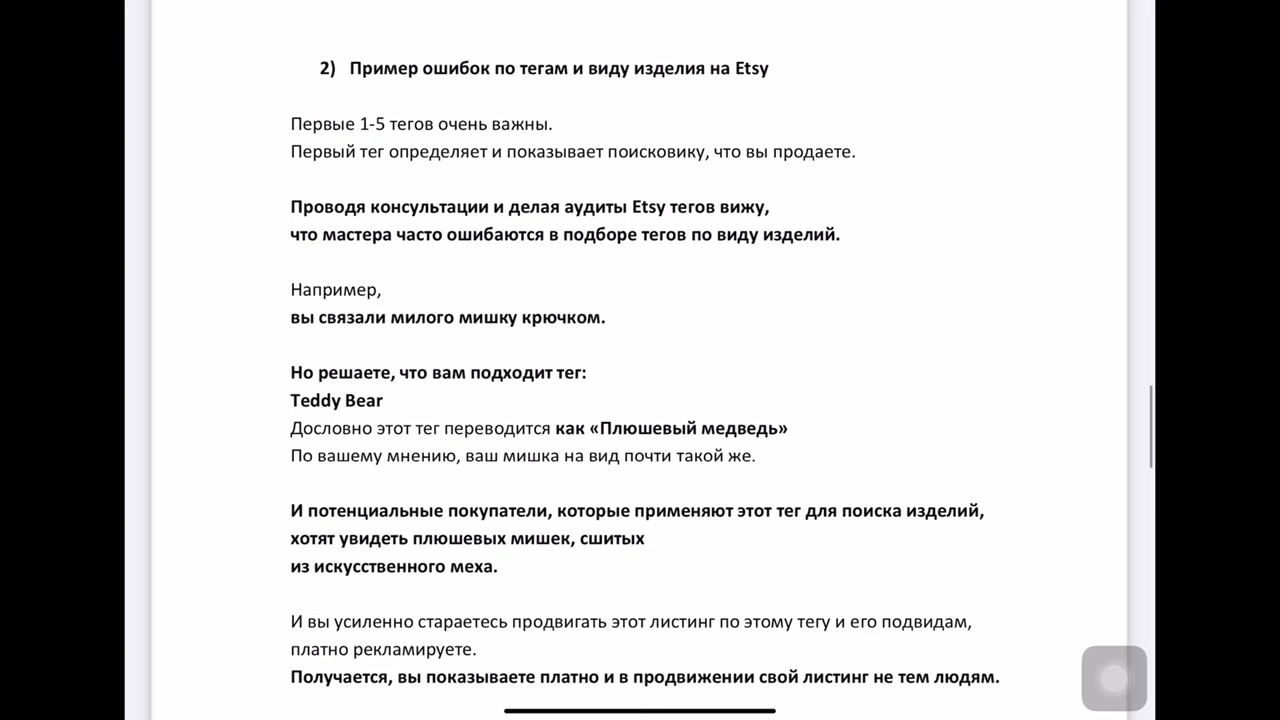 2) Пример ошибок по тегам и виду изделия на Etsy
Первые 1-5 тегов очень важны.
Первый тег определяет и показывает поисковику, что вы продаете.
Проводя консультации и делая аудиты Etsy тегов вижу,
что мастера часто ошибаются в подборе тегов по виду изделий.
Например,
вы связали милого мишку крючком.
Но решаете, что вам подходит тег:
Teddy Bear
Дословно этот тег переводится как «Плюшевый медведь»
По вашему мнению, ваш мишка на вид почти такой же.
И потенциальные покупатели, которые применяют этот тег для поиска изделий,
хотят увидеть плюшевых мишек, сшитых
из искусственного меха.
И вы усиленно стараетесь продвигать этот листинг по этому тегу и его подвидам,
платно рекламируете.
Получается, вы показываете платно и в продвижении свой листинг не тем людям.